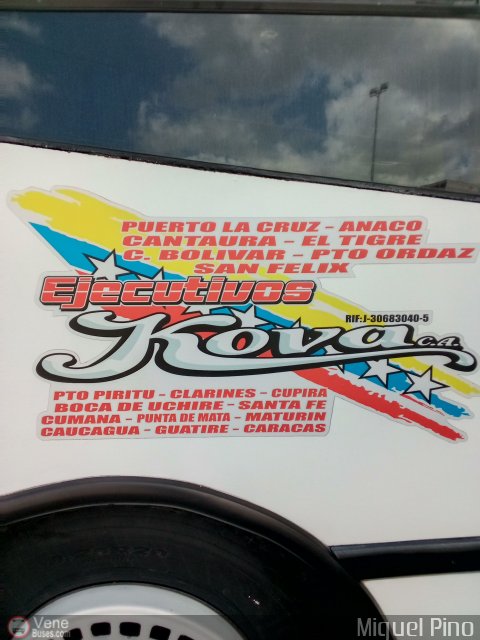 PUERTO LA CRUZ - ANACO
CANTAURA - EL TIGRE
C. BOLIVAR - PTO ORDAZ
SAN FELIX
Ejecutivos
RIF:J-30683040-5
Kova C.A.
PTO PIRITU - CLARINES - CUPIRA
BOCA DE UCHIRE - SANTA FE
CUMANA - PUNTA DE MATA - MATURIN
CAUCAGUA - GUATIRE - CARACAS
Vene
Buses.com
Miguel Pino